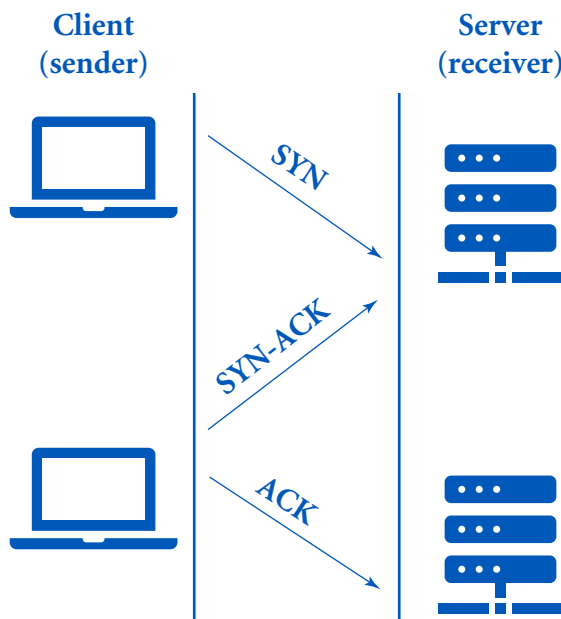 Client
(sender)
Server
(receiver)
SYN
SYN-ACK
ACK